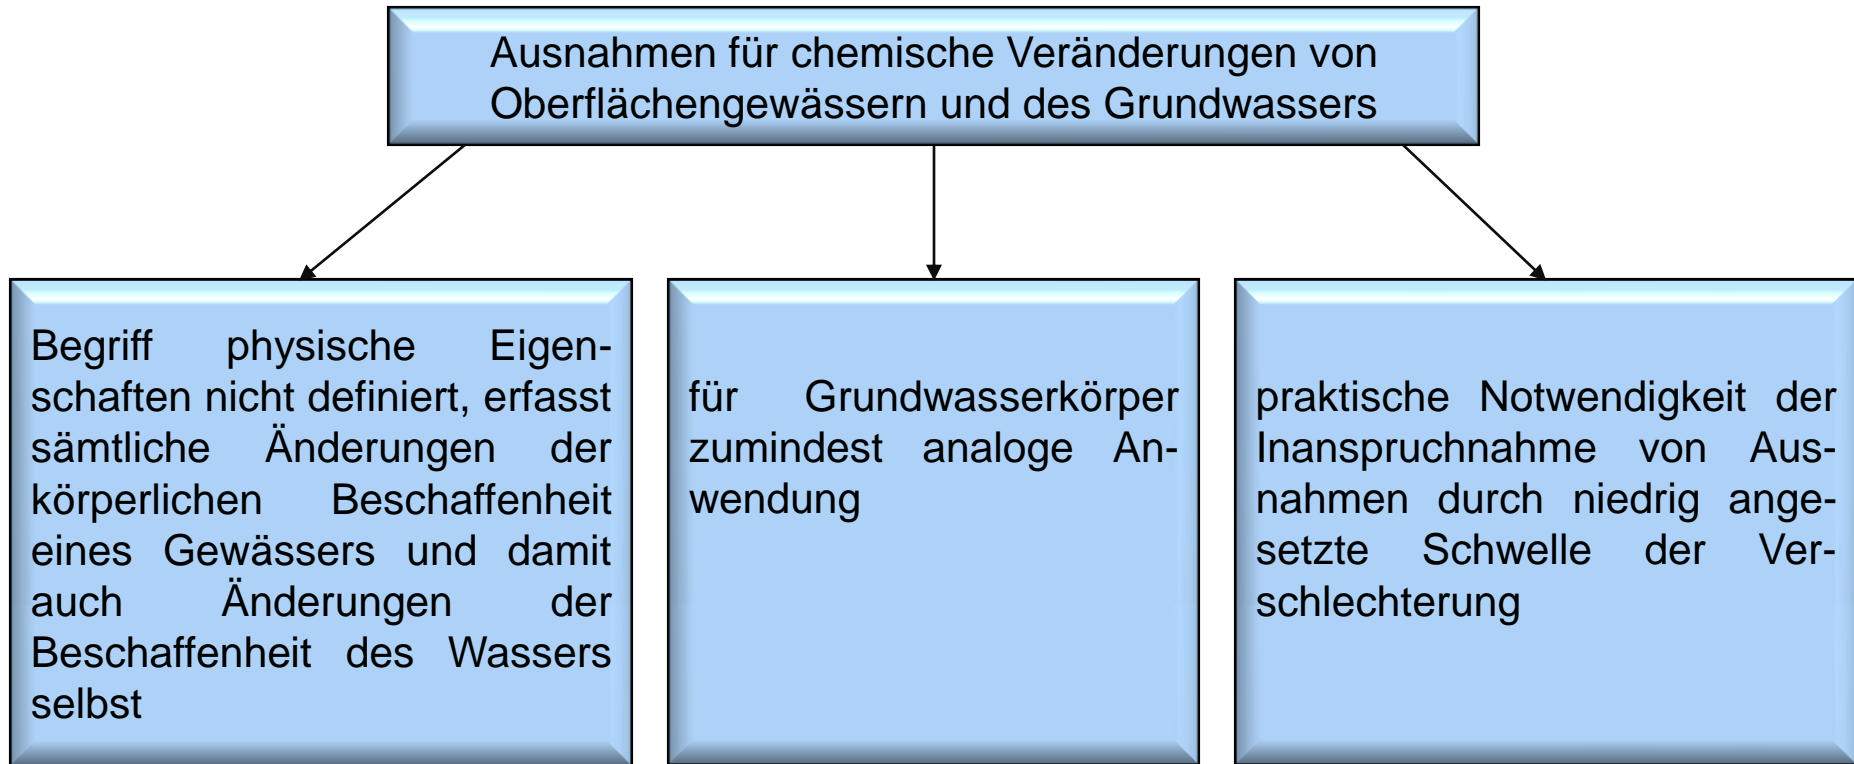 Ausnahmen für chemische Veränderungen von
Oberflächengewässern und des Grundwassers
Begriff physische Eigen-
schaften nicht definiert, erfasst
sämtliche Änderungen der
körperlichen Beschaffenheit
eines Gewässers und damit
auch Änderungen der
Beschaffenheit des Wassers
selbst
für Grundwasserkörper
zumindest analoge An-
wendung
praktische Notwendigkeit der
Inanspruchnahme von Aus-
nahmen durch niedrig ange-
setzte Schwelle der Ver-
schlechterung